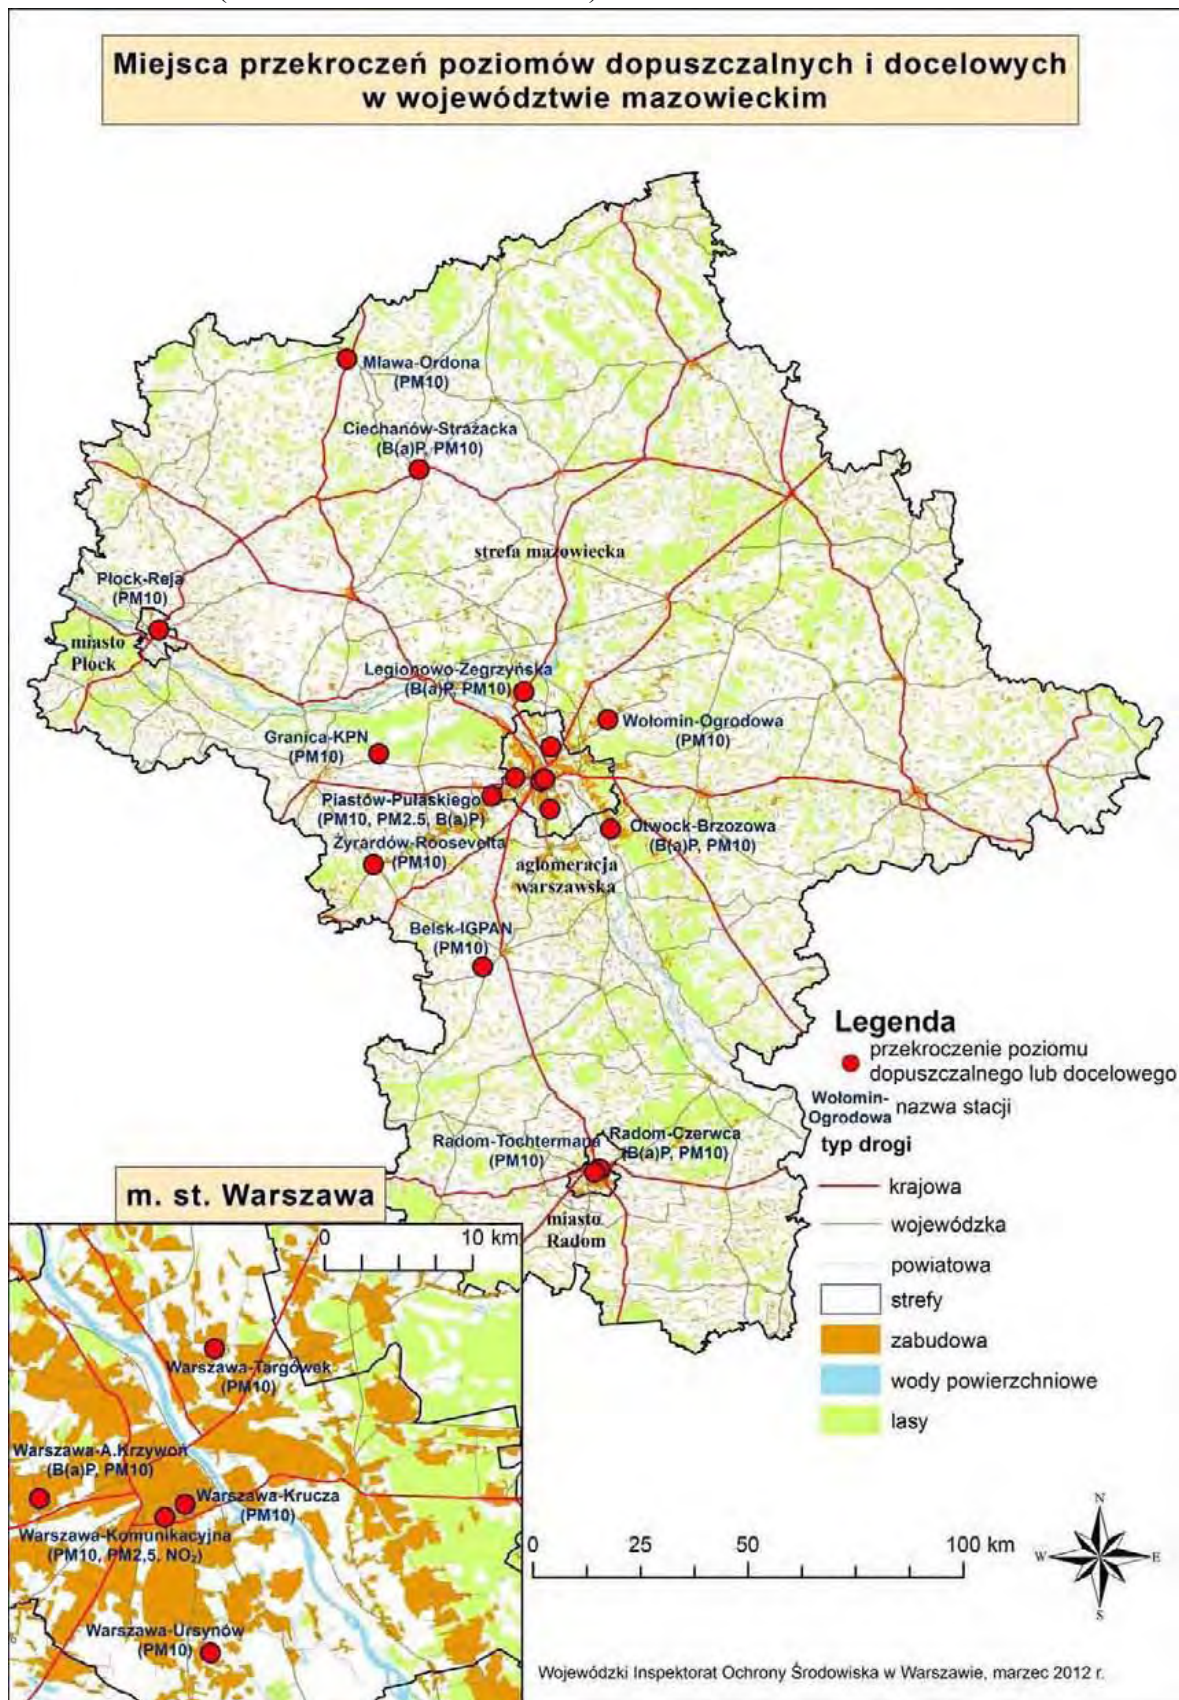 Miejsca przekroczeń poziomów dopuszczalnych i docelowych
w województwie mazowieckim
Mława-Ordona
(PM10)
Ciechanów-Strażacka
(B(a)P, PM10)
strefa mazowiecka
Płock-Reja
(PM10)
miasto
Płock
Legionowo-Zegrzyńska
(B(a)P, PM10)
Wołomin-Ogrodowa
(PM10)
Granica-KPN
(PM10)
Piastów-Pułaskiego
(PM10, PM2.5, B(a)P)
Otwock-Brzozowa
(B(a)P, PM10)
Żyrardów-Roosevelta
(PM10)
aglomeracja
warszawska
Belsk-IGPAN
(PM10)
Radom-Tochtermana
(PM10)
Radom-Czerwca
(B(a)P, PM10)
miasto
Radom
Legenda
przekroczenie poziomu
dopuszczalnego lub docelowego
Wołomin-
Ogrodowa
nazwa stacji
typ drogi
krajowa
wojewódzka
powiatowa
strefy
zabudowa
wody powierzchniowe
lasy
m. st. Warszawa
0 10 km
Warszawa-Targówek
(PM10)
Warszawa-A.Krzywoń
(B(a)P, PM10)
Warszawa-Krucza
(PM10)
Warszawa-Komunikacyjna
(PM10, PM2,5, NO₂)
Warszawa-Ursynów
(PM10)
0 25 50 100 km
N
W E
S
Wojewódzki Inspektorat Ochrony Środowiska w Warszawie, marzec 2012 r.